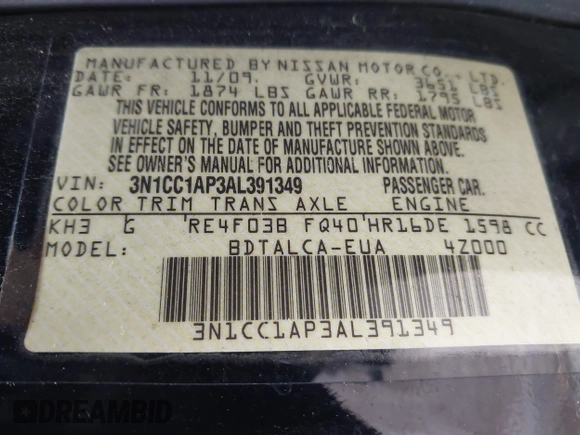 MANUFACTURED BY NISSAN MOTOR CO., LTD.
DATE: 11/09. GVWR: 3651 LBS
GAWR FR: 1874 LBS GAWR RR: 1795 LBS
THIS VEHICLE CONFORMS TO ALL APPLICABLE FEDERAL MOTOR
VEHICLE SAFETY, BUMPER AND THEFT PREVENTION STANDARDS
IN EFFECT ON THE DATE OF MANUFACTURE SHOWN ABOVE.
SEE OWNER'S MANUAL FOR ADDITIONAL INFORMATION.
VIN: 3N1CC1AP3AL391349 PASSENGER CAR.
COLOR TRIM TRANS AXLE ENGINE
KH3 G 'RE4F03B FQ40'HR16DE 1598 CC
BDTALCA-EUA 4Z000
3N1CC1AP3AL391349
DREAMBID